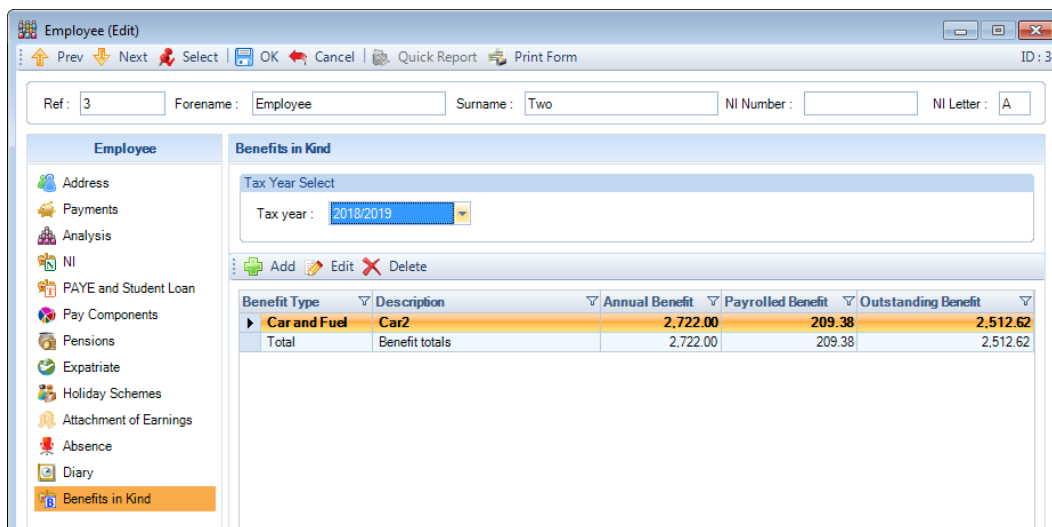 Employee (Edit)
Prev Next Select OK Cancel Quick Report Print Form ID : 3
Ref : 3 Forename : Employee Surname : Two NI Number : NI Letter : A
Employee
Address
Payments
Analysis
NI
PAYE and Student Loan
Pay Components
Pensions
Expatriate
Holiday Schemes
Attachment of Earnings
Absence
Diary
Benefits in Kind
Benefits in Kind
Tax Year Select
Tax year : 2018/2019
Add Edit Delete
Benefit Type Description Annual Benefit Payrolled Benefit Outstanding Benefit
Car and Fuel Car2 2,722.00 209.38 2,512.62
Total Benefit totals 2,722.00 209.38 2,512.62